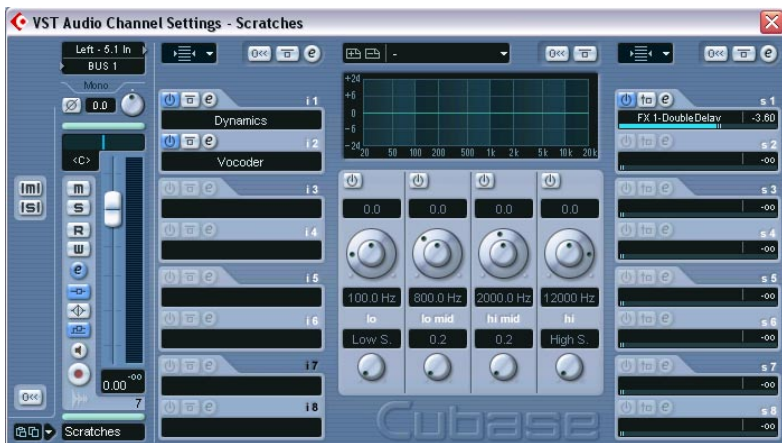 VST Audio Channel Settings - Scratches
Left - 5.1 In
BUS 1
Mono
0.0
<C>
m
S
R
W
e
0.00
-oo
7
Scratches
[m]
[S]
e
i 1
Dynamics
e
i 2
Vocoder
e
i 3
e
i 4
e
i 5
e
i 6
i 7
i 8
-
+24
+6
0
-6
-24
20 50 100 200 500 1k 2k 5k 10k 20k
0.0 0.0 0.0 0.0
100.0 Hz 800.0 Hz 2000.0 Hz 12000 Hz
lo lo mid hi mid hi
Low S. 0.2 0.2 High S.
Cubase
e
e
s 1
FX 1-DoubleDelay -3.60
e
s 2
-oo
e
s 3
-oo
e
s 4
-oo
e
s 5
-oo
e
s 6
-oo
e
s 7
-oo
e
s 8
-oo